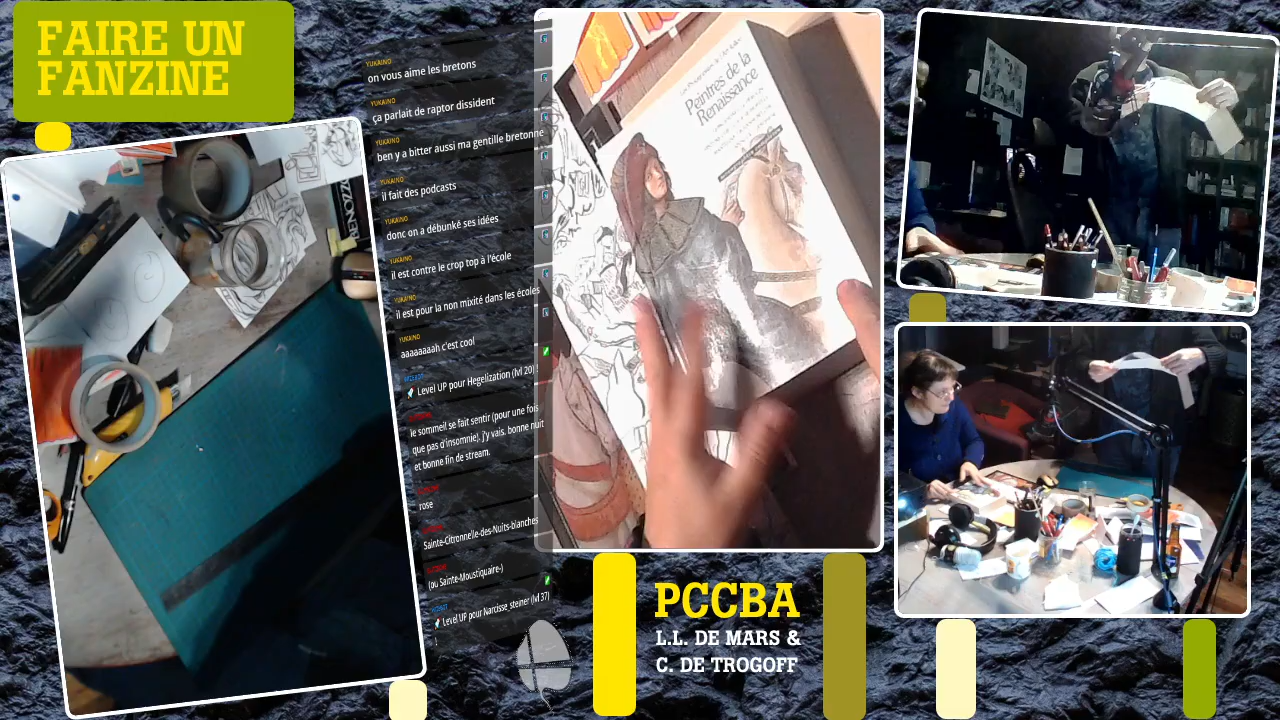 FAIRE UN
FANZINE
YUKAINO
on vous aime les bretons
YUKAINO
ça parlait de raptor dissident
YUKAINO
ben y a bitter aussi ma gentille bretonne
YUKAINO
il fait des podcasts
YUKAINO
donc on a débunké ses idées
YUKAINO
il est contre le crop top à l'école
YUKAINO
il est pour la non mixité dans les écoles
YUKAINO
aaaaaaaah c'est cool
Level UP pour Hegelization (lvl 20) !
le sommeil se fait sentir (pour une fois
que pas d'insomnie). J'y vais, bonne nuit
et bonne fin de stream.
rose
Sainte-Citronnelle-des-Nuits-blanches
(ou Sainte-Moustiquaire-)
Level UP pour Narcisse_steiner (lvl 37)
!
Peintres de la
Renaissance
PCCBA
L.L. DE MARS &
C. DE TROGOFF